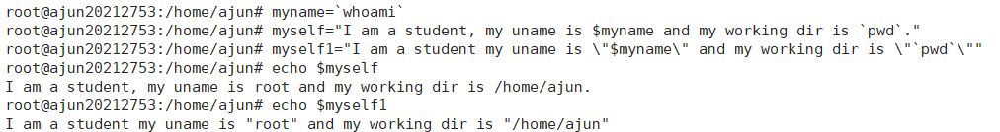 root@ajun20212753:/home/ajun# myname=`whoami`
root@ajun20212753:/home/ajun# myself="I am a student, my uname is $myname and my working dir is `pwd`."
root@ajun20212753:/home/ajun# myself1="I am a student my uname is \"$myname\" and my working dir is \"`pwd`\""
root@ajun20212753:/home/ajun# echo $myself
I am a student, my uname is root and my working dir is /home/ajun.
root@ajun20212753:/home/ajun# echo $myself1
I am a student my uname is "root" and my working dir is "/home/ajun"